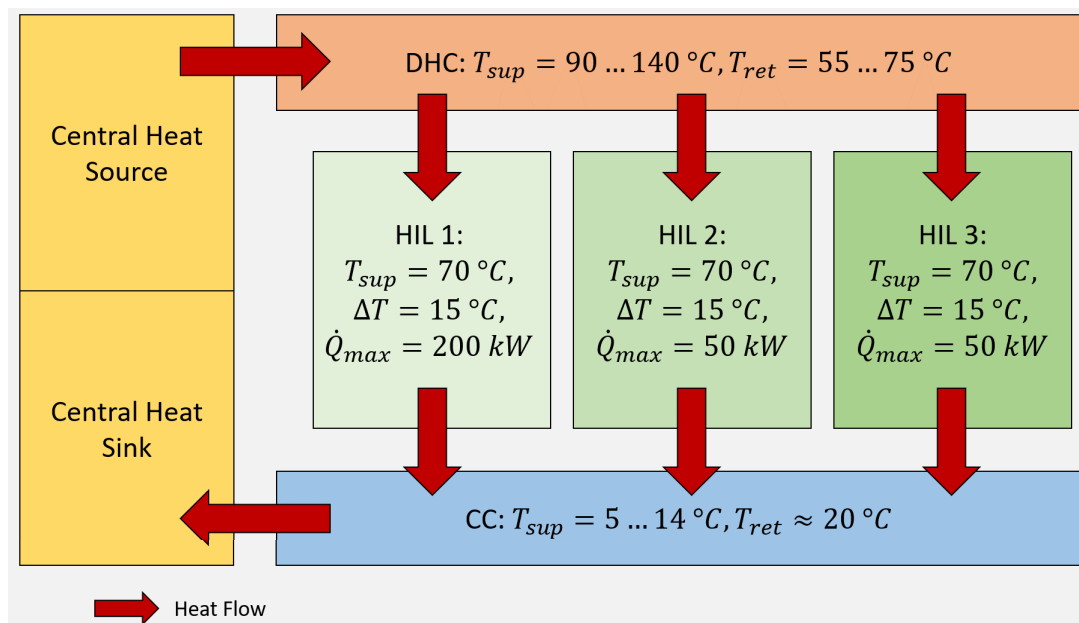 Central Heat
Source
DHC: T_sup = 90 … 140 °C, T_ret = 55 … 75 °C
HIL 1:
T_sup = 70 °C,
ΔT = 15 °C,
Q̇_max = 200 kW
HIL 2:
T_sup = 70 °C,
ΔT = 15 °C,
Q̇_max = 50 kW
HIL 3:
T_sup = 70 °C,
ΔT = 15 °C,
Q̇_max = 50 kW
Central Heat
Sink
CC: T_sup = 5 … 14 °C, T_ret ≈ 20 °C
Heat Flow